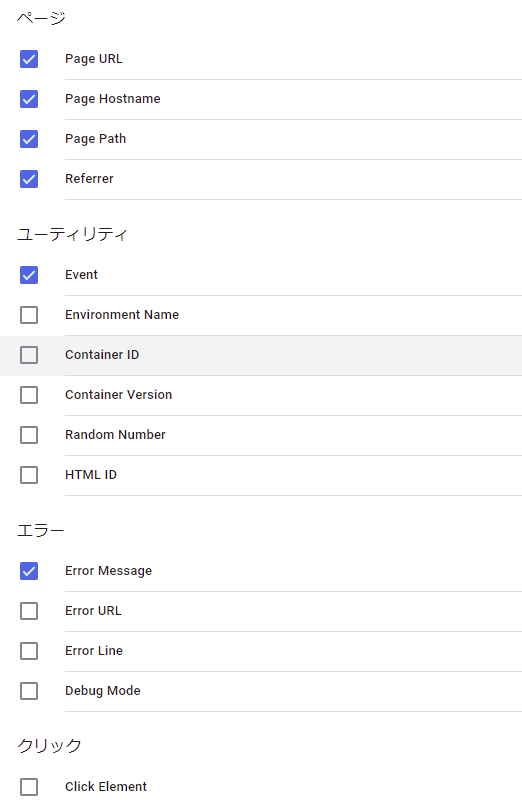 ページ
Page URL
Page Hostname
Page Path
Referrer
ユーティリティ
Event
Environment Name
Container ID
Container Version
Random Number
HTML ID
エラー
Error Message
Error URL
Error Line
Debug Mode
クリック
Click Element